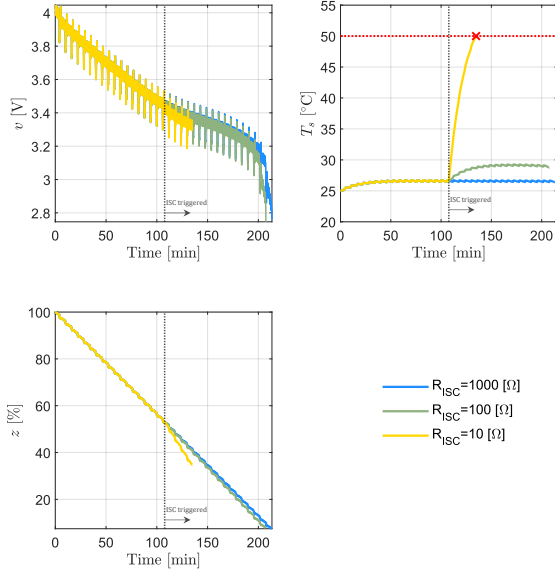 4
3.8
3.6
3.4
3.2
3
2.8
v [V]
ISC triggered
0
50
100
150
200
Time [min]
55
50
45
40
35
30
25
20
T_s [°C]
ISC triggered
0
50
100
150
200
Time [min]
100
80
60
40
20
z [%]
ISC triggered
0
50
100
150
200
Time [min]
R_ISC=1000 [Ω]
R_ISC=100 [Ω]
R_ISC=10 [Ω]